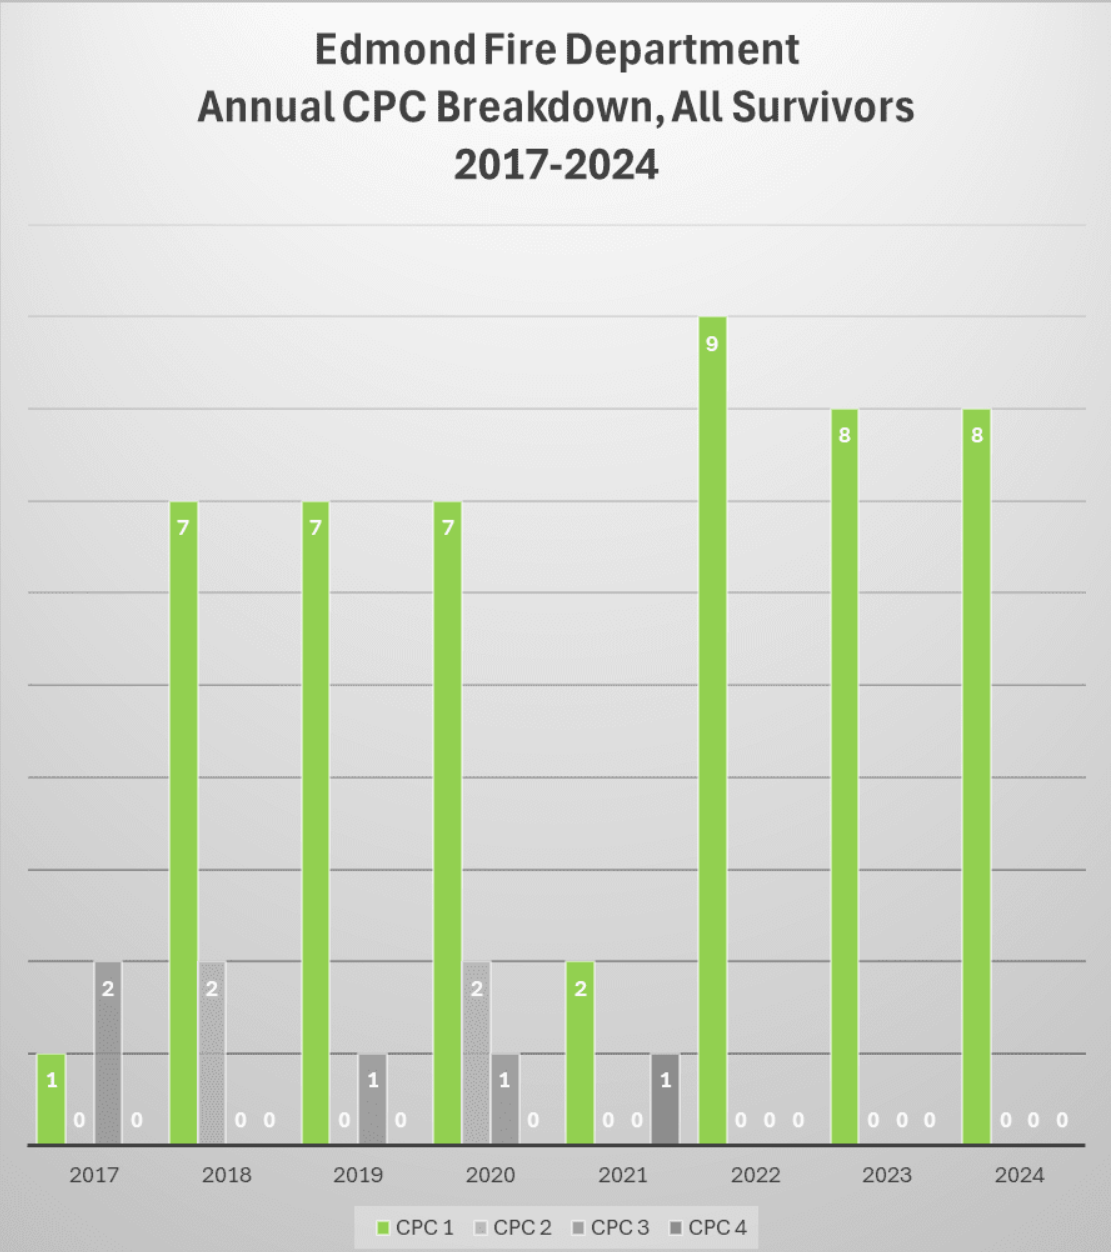 Edmond Fire Department
Annual CPC Breakdown, All Survivors
2017-2024
9
8 8
7 7 7
2 2 2 2
1 1 1 1
0 0 0 0 0 0 0 0 0 0 0 0 0 0 0 0 0 0
2017 2018 2019 2020 2021 2022 2023 2024
CPC 1 CPC 2 CPC 3 CPC 4